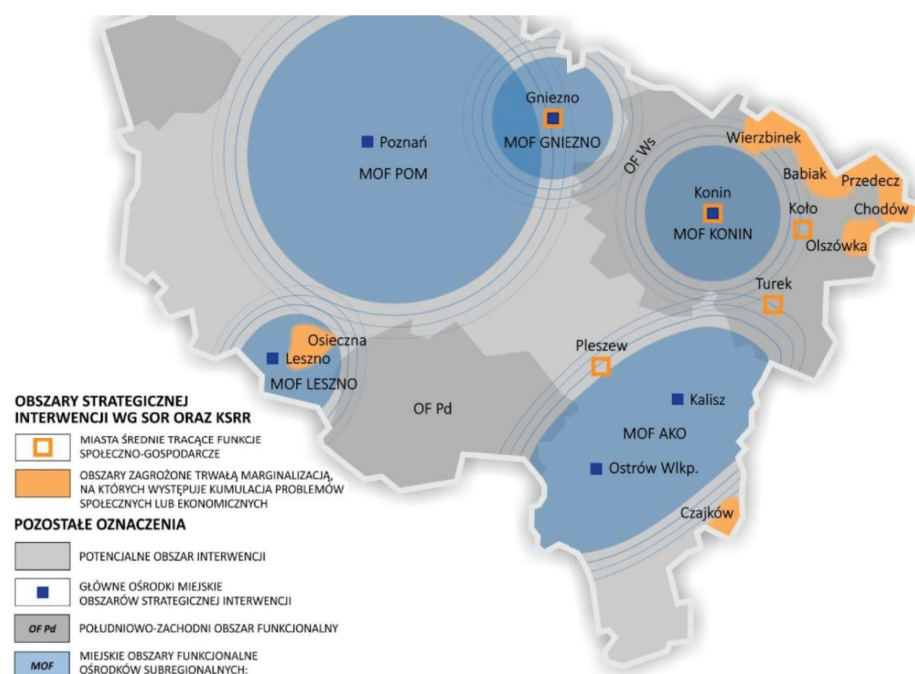 Gniezno
MOF GNIEZNO
Poznań
MOF POM
OF Ws
Wierzbinek
Babiak
Przedecz
Konin
MOF KONIN
Koło
Chodów
Olszówka
Turek
Osieczna
Leszno
MOF LESZNO
Pleszew
OF Pd
Kalisz
MOF AKO
Ostrów Wlkp.
Czajków
OBSZARY STRATEGICZNEJ
INTERWENCJI WG SOR ORAZ KSRR
MIASTA ŚREDNIE TRACĄCE FUNKCJE
SPOŁECZNO-GOSPODARCZE
OBSZARY ZAGROŻONE TRWAŁĄ MARGINALIZACJĄ,
NA KTÓRYCH WYSTĘPUJE KUMULACJA PROBLEMÓW
SPOŁECZNYCH LUB EKONOMICZNYCH
POZOSTAŁE OZNACZENIA
POTENCJALNE OBSZAR INTERWENCJI
GŁÓWNE OŚRODKI MIEJSKIE
OBSZARÓW STRATEGICZNEJ INTERWENCJI
OF Pd
POŁUDNIOWO-ZACHODNI OBSZAR FUNKCJONALNY
MOF
MIEJSKIE OBSZARY FUNKCJONALNE
OŚRODKÓW SUBREGIONALNYCH: